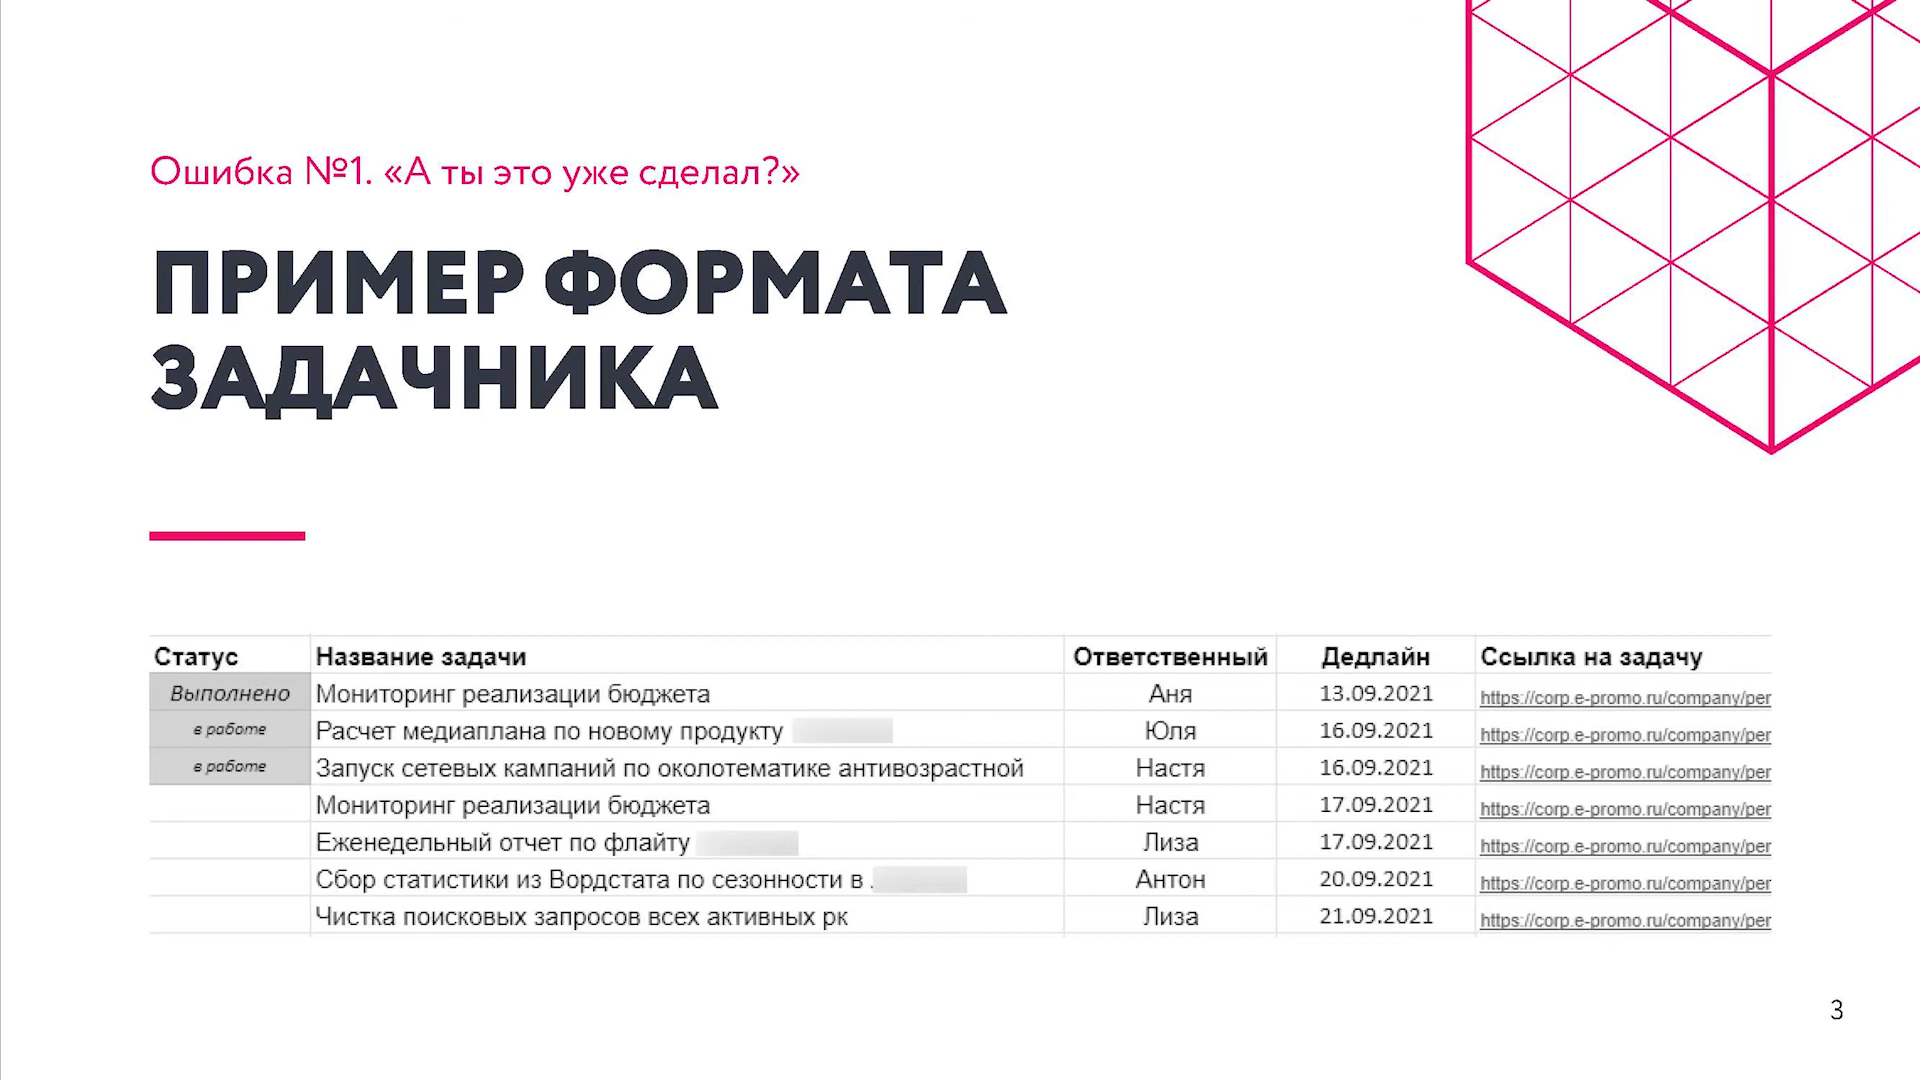 Ошибка №1. «А ты это уже сделал?»
ПРИМЕР ФОРМАТА
ЗАДАЧНИКА
Статус Название задачи Ответственный Дедлайн Ссылка на задачу
Выполнено Мониторинг реализации бюджета Аня 13.09.2021 https://corp.e-promo.ru/company/per
в работе Расчет медиаплана по новому продукту Юля 16.09.2021 https://corp.e-promo.ru/company/per
в работе Запуск сетевых кампаний по околотематике антивозрастной Настя 16.09.2021 https://corp.e-promo.ru/company/per
Мониторинг реализации бюджета Настя 17.09.2021 https://corp.e-promo.ru/company/per
Еженедельный отчет по флайту Лиза 17.09.2021 https://corp.e-promo.ru/company/per
Сбор статистики из Вордстата по сезонности в Антон 20.09.2021 https://corp.e-promo.ru/company/per
Чистка поисковых запросов всех активных рк Лиза 21.09.2021 https://corp.e-promo.ru/company/per
3